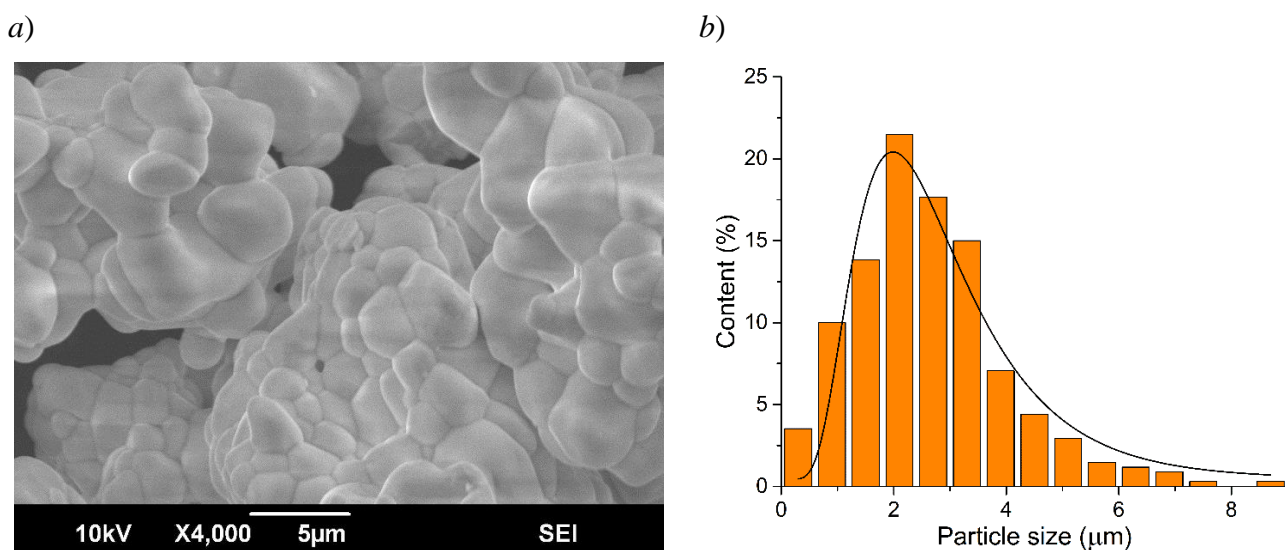 a)
b)
10kV X4,000 5μm SEI
25
20
15
10
5
0
Content (%)
0 2 4 6 8
Particle size (μm)